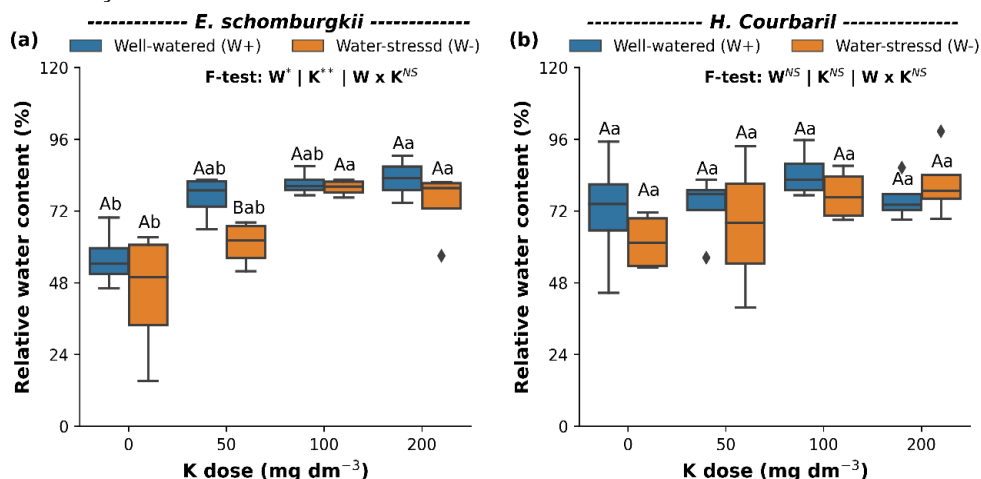 ------------ E. schomburgkii ------------
(a)
Well-watered (W+) Water-stressd (W-)
F-test: W* | K** | W x K^NS
Relative water content (%)
120
96
72
48
24
0
Ab Ab Aab Bab Aab Aa Aa Aa
0 50 100 200
K dose (mg dm⁻³)
------------ H. Courbaril ------------
(b)
Well-watered (W+) Water-stressd (W-)
F-test: W^NS | K^NS | W x K^NS
Relative water content (%)
120
96
72
48
24
0
Aa Aa Aa Aa Aa Aa Aa Aa
0 50 100 200
K dose (mg dm⁻³)